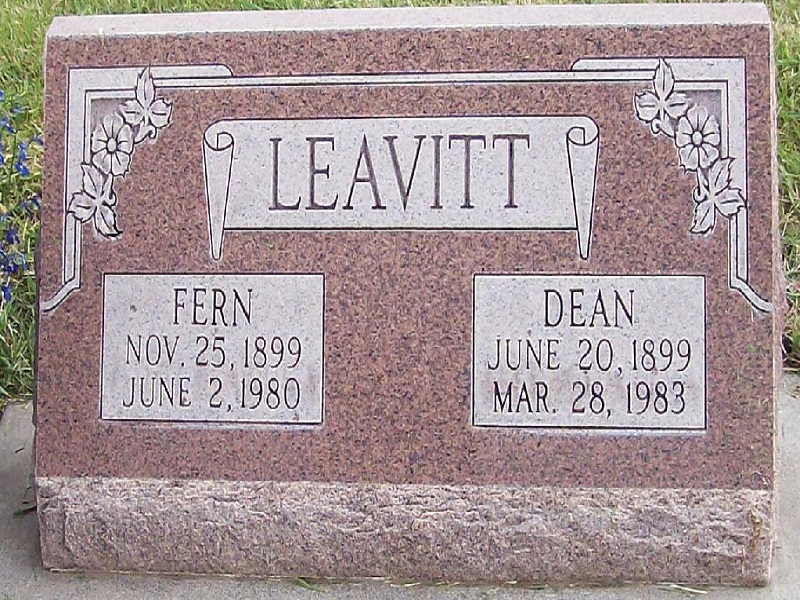 LEAVITT
FERN
NOV. 25, 1899
JUNE 2, 1980
DEAN
JUNE 20, 1899
MAR. 28, 1983